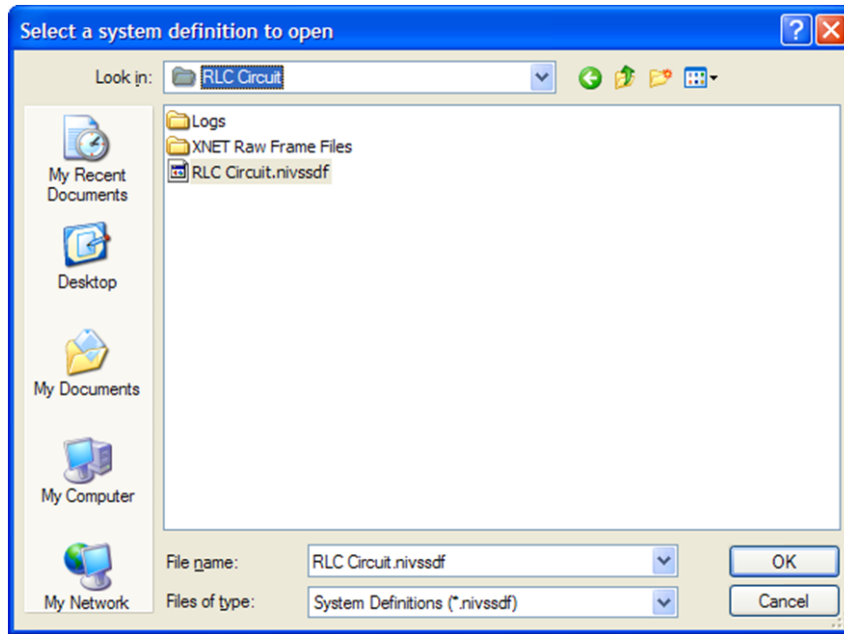 Select a system definition to open
Look in:
RLC Circuit
Logs
XNET Raw Frame Files
RLC Circuit.nivssdf
My Recent
Documents
Desktop
My Documents
My Computer
My Network
File name:
RLC Circuit.nivssdf
OK
Files of type:
System Definitions (*.nivssdf)
Cancel